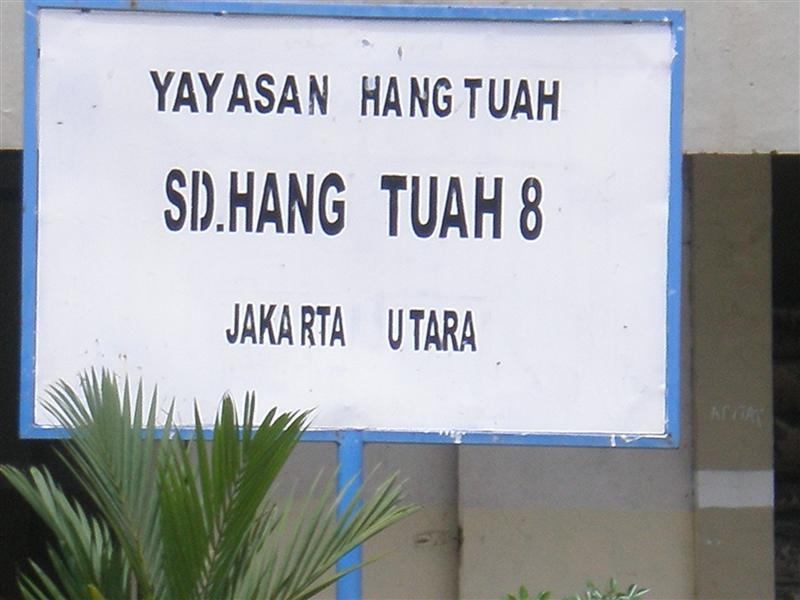 YAYASAN HANG TUAH
SD.HANG TUAH 8
JAKARTA UTARA